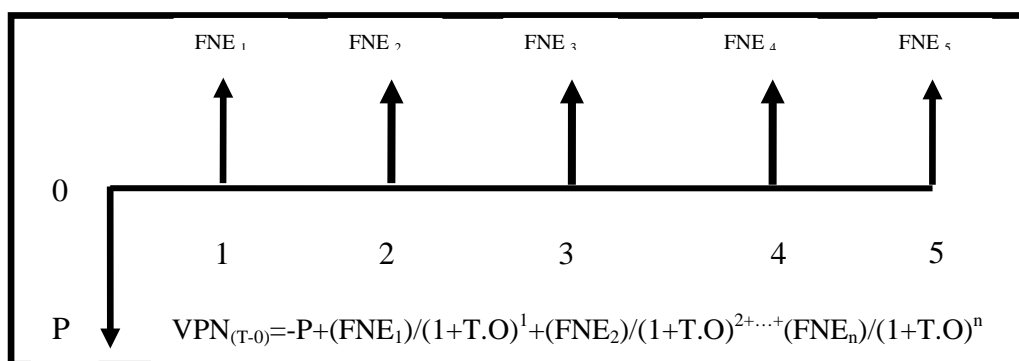 FNE 1 FNE 2 FNE 3 FNE 4 FNE 5
0
1 2 3 4 5
P VPN(T-0)=-P+(FNE1)/(1+T.O)^1+(FNE2)/(1+T.O)^2+…+(FNEn)/(1+T.O)^n